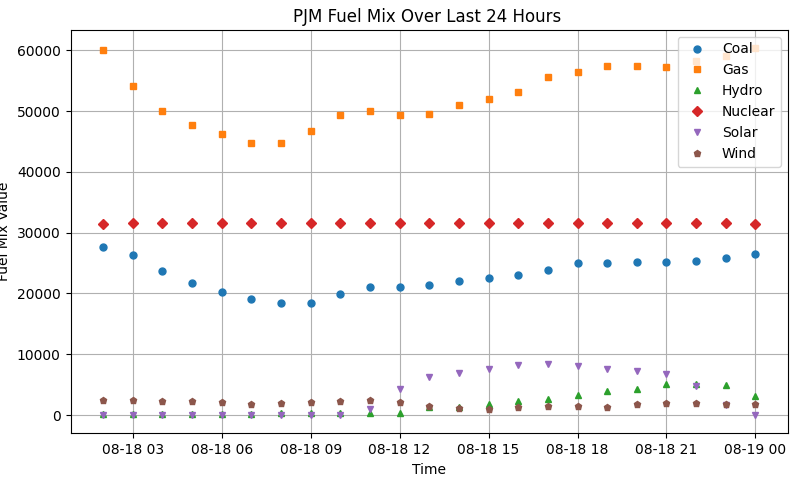 PJM Fuel Mix Over Last 24 Hours
60000
50000
40000
30000
20000
10000
0
Fuel Mix Value
Coal
Gas
Hydro
Nuclear
Solar
Wind
08-18 03 08-18 06 08-18 09 08-18 12 08-18 15 08-18 18 08-18 21 08-19 00
Time